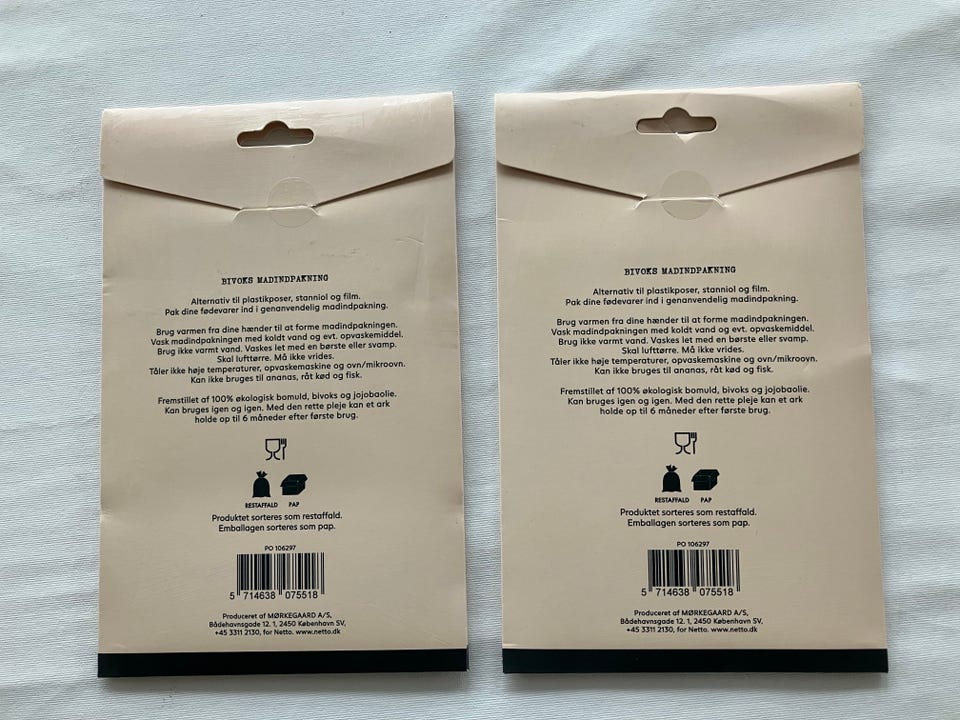 BIVOKS MADINDPAKNING
Alternativ til plastikposer, stanniol og film.
Pak dine fødevarer ind i genanvendelig madindpakning.
Brug varmen fra dine hænder til at forme madindpakningen.
Vask madindpakningen med koldt vand og evt. opvaskemiddel.
Brug ikke varmt vand. Vaskes let med en børste eller svamp.
Skal lufttørre. Må ikke vrides.
Tåler ikke høje temperaturer, opvaskemaskine og ovn/mikroovn.
Kan ikke bruges til ananas, råt kød og fisk.
Fremstillet af 100% økologisk bomuld, bivoks og jojobaolie.
Kan bruges igen og igen. Med den rette pleje kan et ark
holde op til 6 måneder efter første brug.
RESTAFFALD PAP
Produktet sorteres som restaffald.
Emballagen sorteres som pap.
PO 106297
5 714638 075518
Produceret af MØRKEGAARD A/S,
Bådehavnsgade 12. 1, 2450 København SV,
+45 3311 2130, for Netto. www.netto.dk
BIVOKS MADINDPAKNING
Alternativ til plastikposer, stanniol og film.
Pak dine fødevarer ind i genanvendelig madindpakning.
Brug varmen fra dine hænder til at forme madindpakningen.
Vask madindpakningen med koldt vand og evt. opvaskemiddel.
Brug ikke varmt vand. Vaskes let med en børste eller svamp.
Skal lufttørre. Må ikke vrides.
Tåler ikke høje temperaturer, opvaskemaskine og ovn/mikroovn.
Kan ikke bruges til ananas, råt kød og fisk.
Fremstillet af 100% økologisk bomuld, bivoks og jojobaolie.
Kan bruges igen og igen. Med den rette pleje kan et ark
holde op til 6 måneder efter første brug.
RESTAFFALD PAP
Produktet sorteres som restaffald.
Emballagen sorteres som pap.
PO 106297
5 714638 075518
Produceret af MØRKEGAARD A/S,
Bådehavnsgade 12. 1, 2450 København SV,
+45 3311 2130, for Netto. www.netto.dk